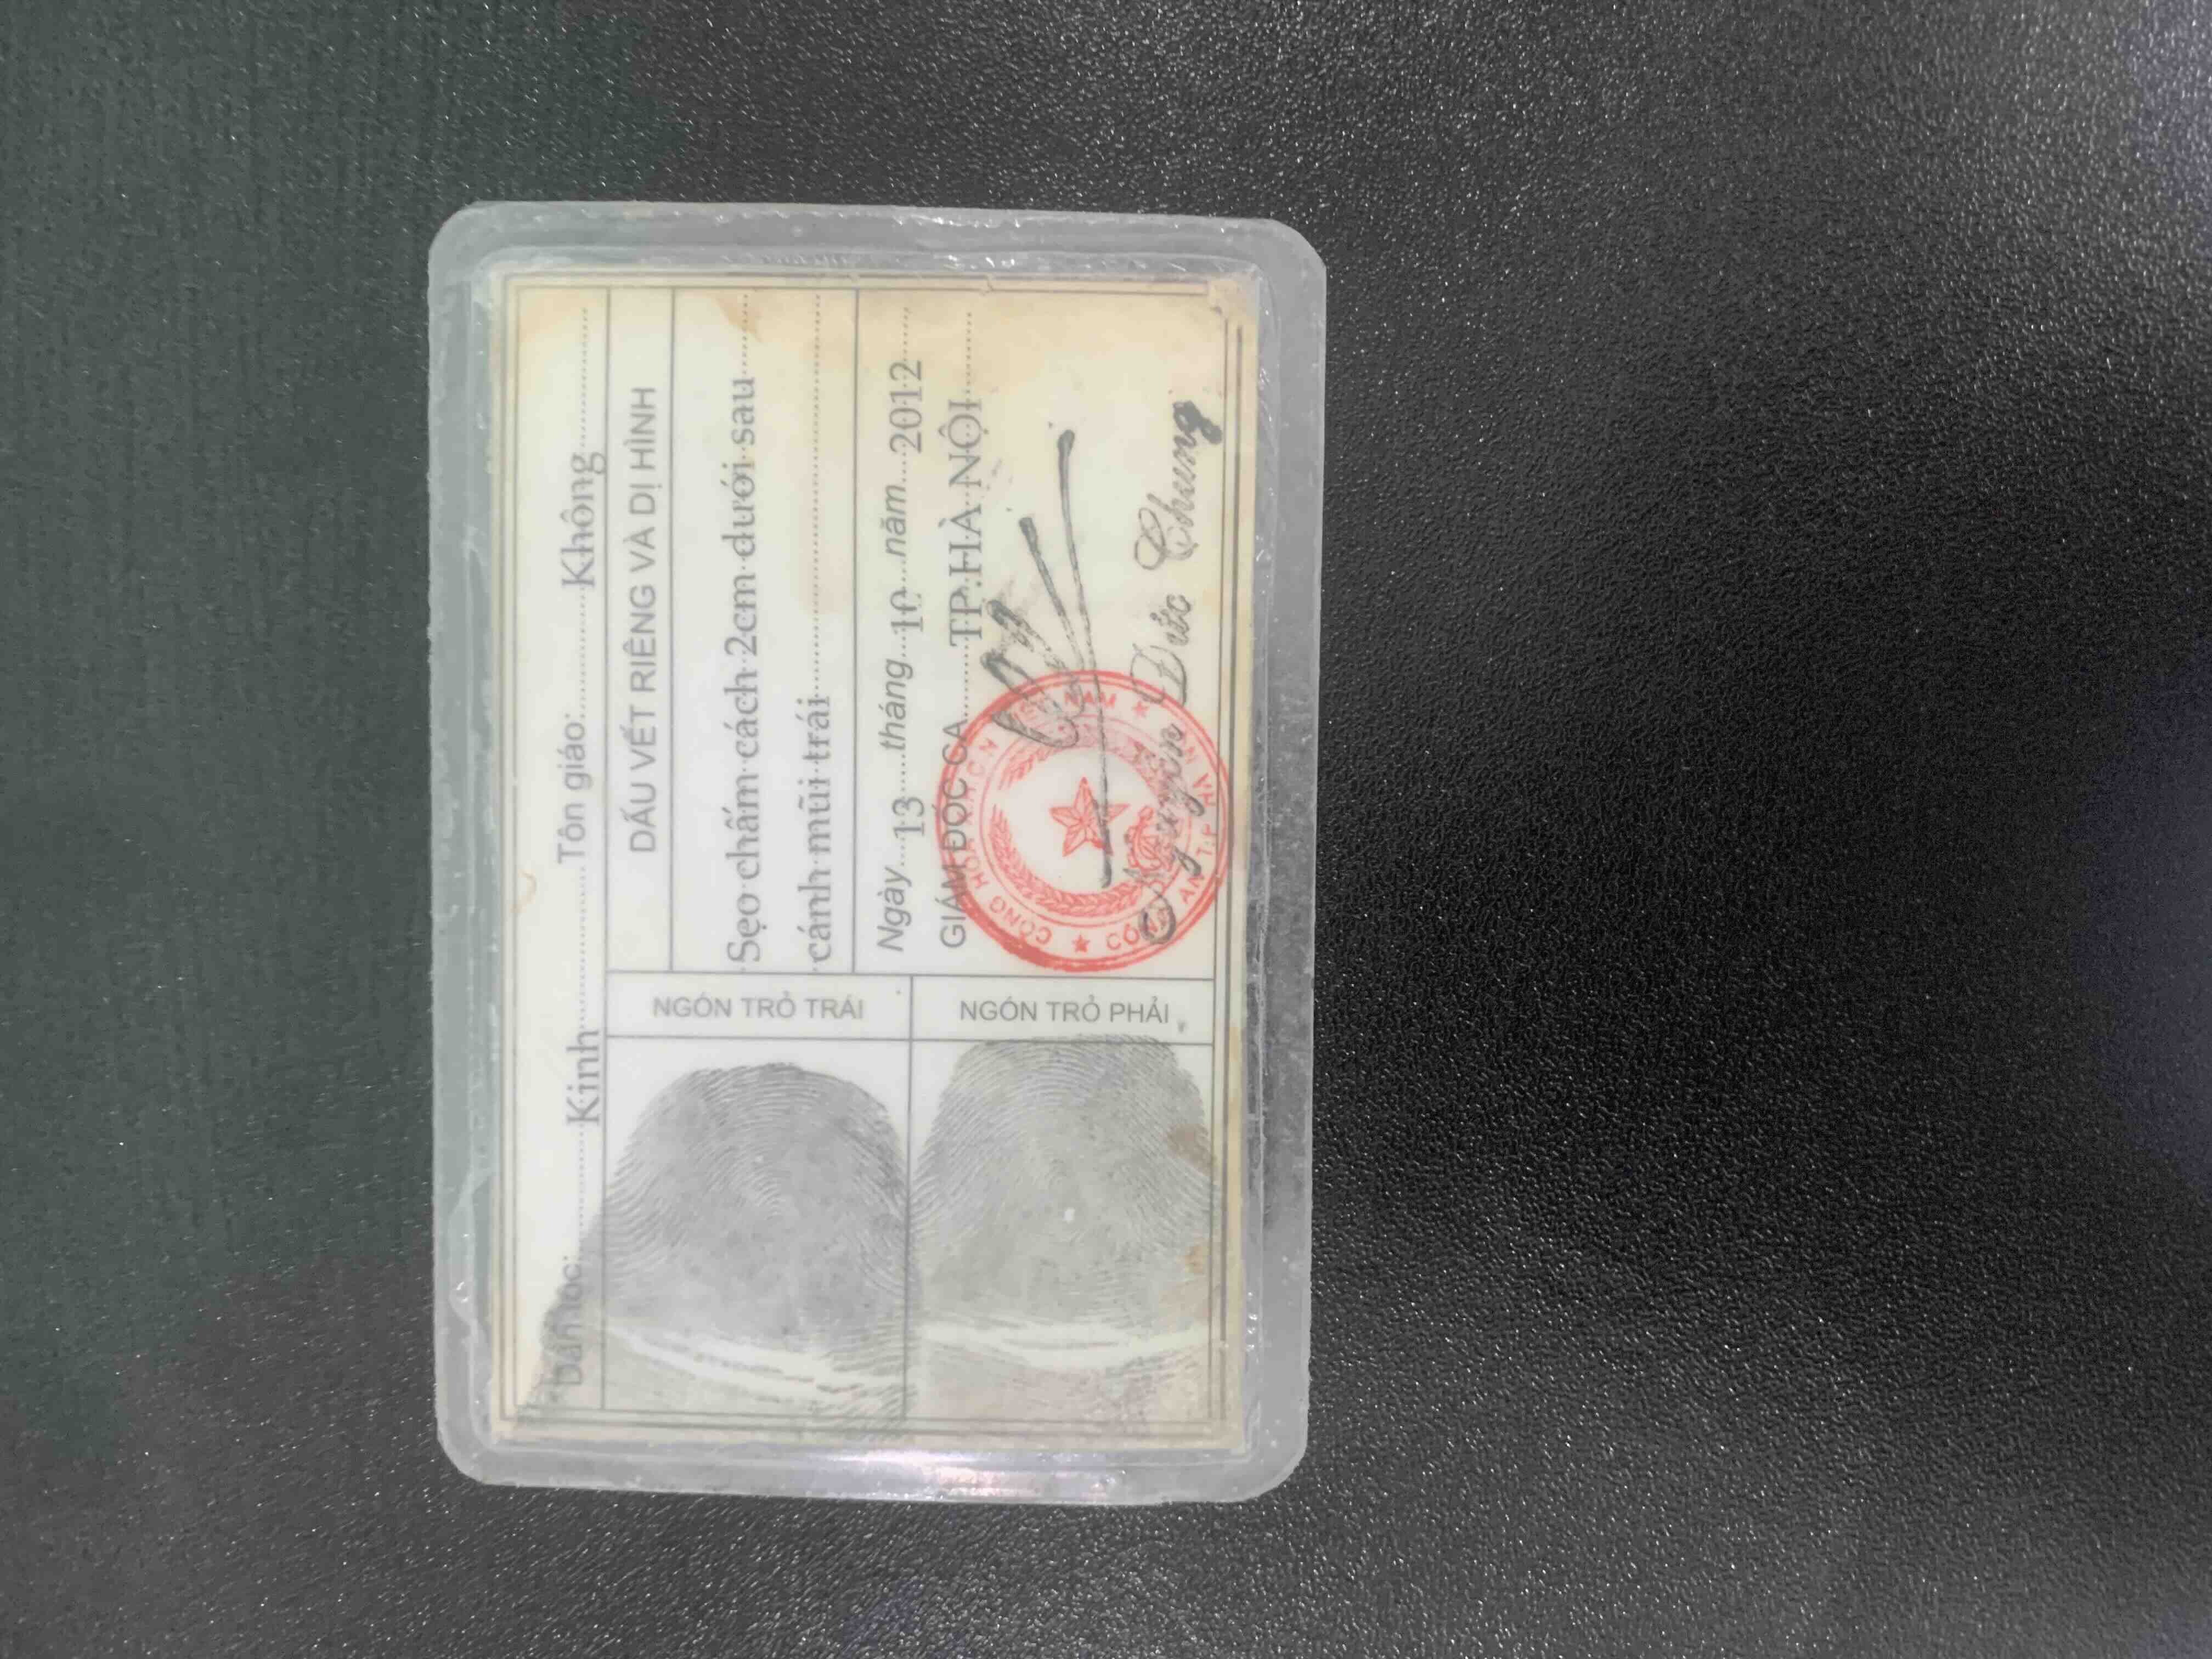 Dân tộc: Kinh Tôn giáo: Không
DẤU VẾT RIÊNG VÀ DỊ HÌNH
Sẹo chấm cách 2cm dưới sau
cánh mũi trái
Ngày 13 tháng 10 năm 2012
GIÁM ĐỐC CA TP.HÀ NỘI
Nguyễn Đức Chung
NGÓN TRỎ TRÁI
NGÓN TRỎ PHẢI